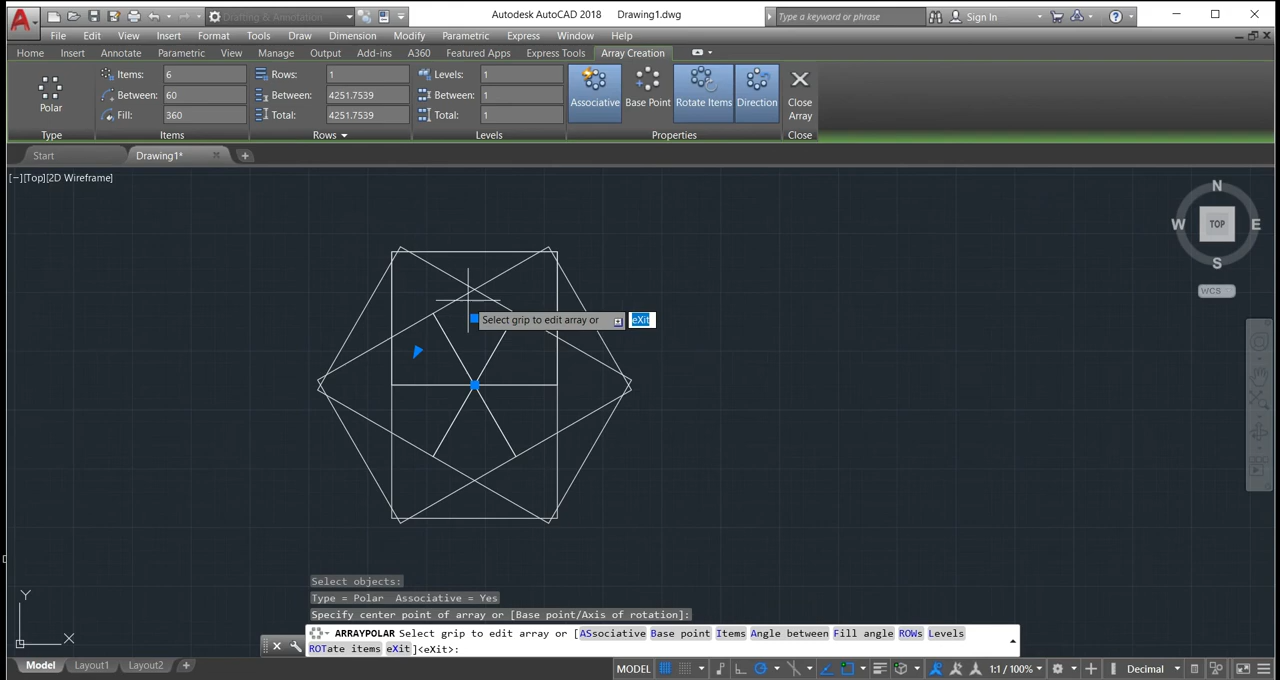 Drafting & Annotation
Autodesk AutoCAD 2018 Drawing1.dwg
Type a keyword or phrase
Sign In
A
File Edit View Insert Format Tools Draw Dimension Modify Parametric Express Window Help
Home Insert Annotate Parametric View Manage Output Add-ins A360 Featured Apps Express Tools Array Creation
Items: 6 Rows: 1 Levels: 1
Between: 60 Between: 4251.7539 Between: 1
Fill: 360 Total: 4251.7539 Total: 1
Polar
Associative Base Point Rotate Items Direction Close
Array
Type Items Rows Levels Properties Close
Start Drawing1* +
[−][Top][2D Wireframe]
N
W TOP E
S
WCS
Select grip to edit array or eXit
Select objects:
Type = Polar Associative = Yes
Specify center point of array or [Base point/Axis of rotation]:
ARRAYPOLAR Select grip to edit array or [ASsociative Base point Items Angle between Fill angle ROWs Levels
ROTate items eXit]<eXit>:
Y
X
Model Layout1 Layout2 +
MODEL 1:1 / 100% Decimal